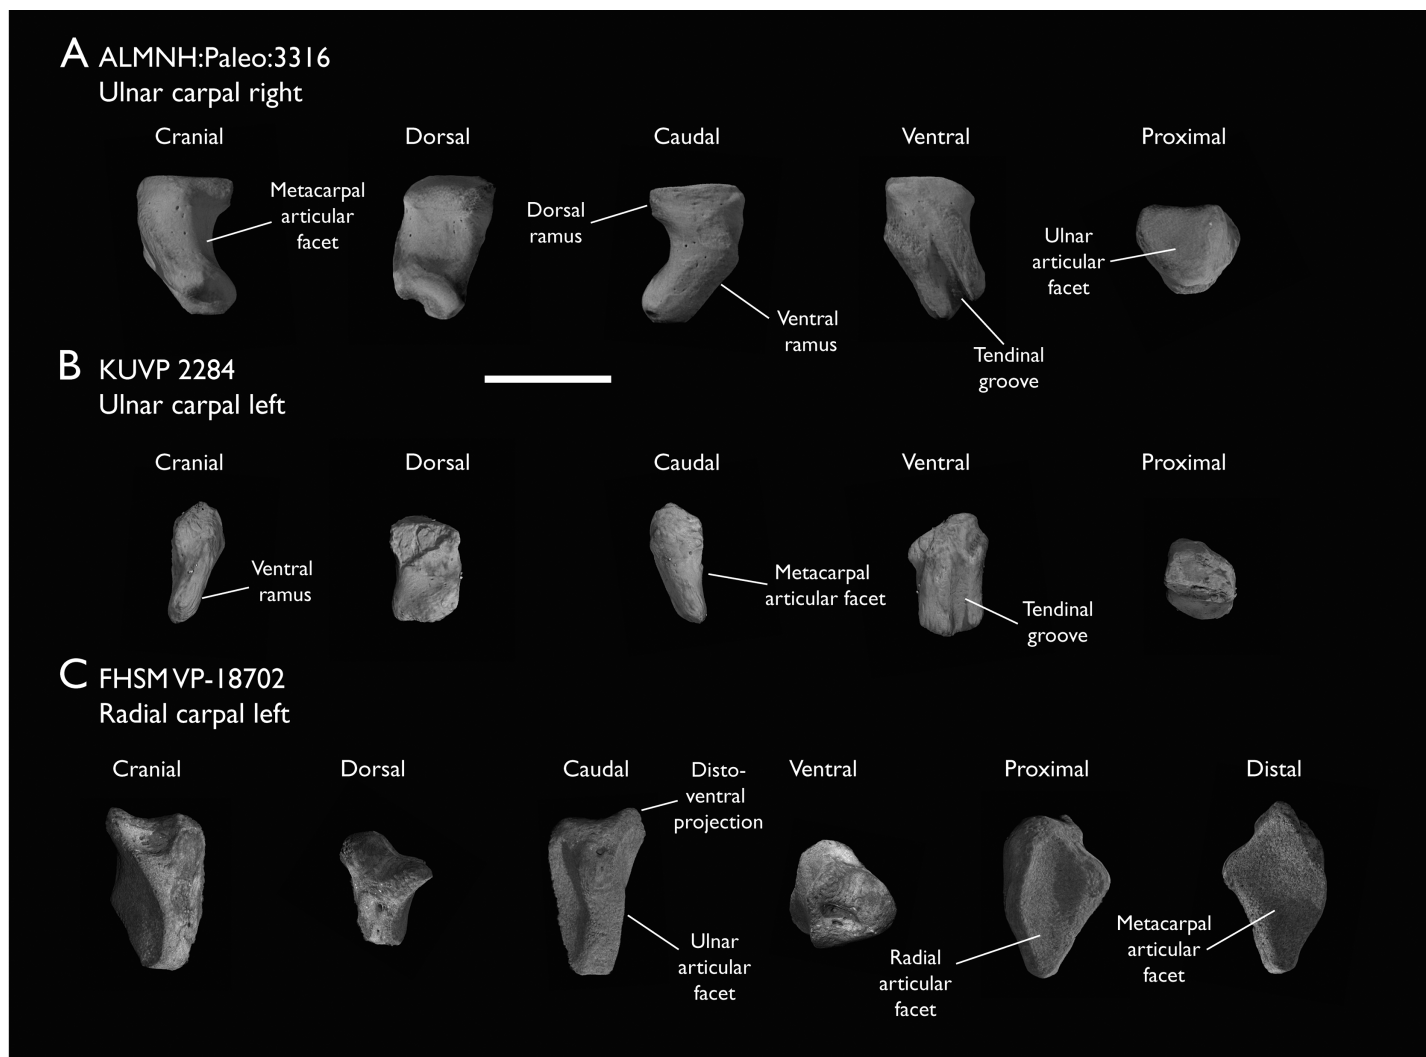 A ALMNH:Paleo:3316
Ulnar carpal right
Cranial
Dorsal
Caudal
Ventral
Proximal
Metacarpal
articular
facet
Dorsal
ramus
Ventral
ramus
Tendinal
groove
Ulnar
articular
facet
B KUVP 2284
Ulnar carpal left
Cranial
Dorsal
Caudal
Ventral
Proximal
Ventral
ramus
Metacarpal
articular facet
Tendinal
groove
C FHSM VP-18702
Radial carpal left
Cranial
Dorsal
Caudal
Disto-
ventral
projection
Ventral
Proximal
Distal
Ulnar
articular
facet
Radial
articular
facet
Metacarpal
articular
facet